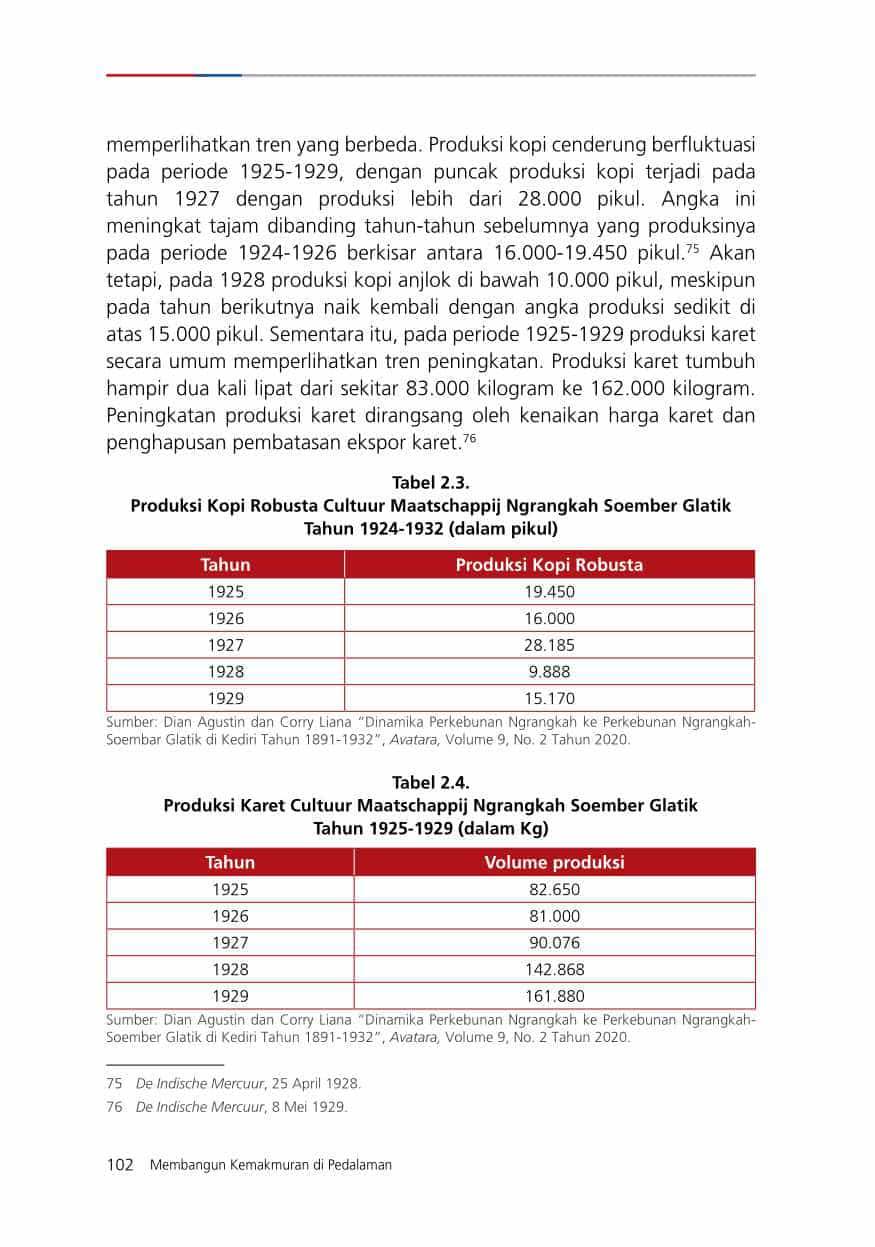 memperlihatkan tren yang berbeda. Produksi kopi cenderung berfluktuasi
pada periode 1925-1929, dengan puncak produksi kopi terjadi pada
tahun 1927 dengan produksi lebih dari 28.000 pikul. Angka ini
meningkat tajam dibanding tahun-tahun sebelumnya yang produksinya
pada periode 1924-1926 berkisar antara 16.000-19.450 pikul.75 Akan
tetapi, pada 1928 produksi kopi anjlok di bawah 10.000 pikul, meskipun
pada tahun berikutnya naik kembali dengan angka produksi sedikit di
atas 15.000 pikul. Sementara itu, pada periode 1925-1929 produksi karet
secara umum memperlihatkan tren peningkatan. Produksi karet tumbuh
hampir dua kali lipat dari sekitar 83.000 kilogram ke 162.000 kilogram.
Peningkatan produksi karet dirangsang oleh kenaikan harga karet dan
penghapusan pembatasan ekspor karet.76
Tabel 2.3.
Produksi Kopi Robusta Cultuur Maatschappij Ngrangkah Soember Glatik
Tahun 1924-1932 (dalam pikul)
Tahun Produksi Kopi Robusta
1925 19.450
1926 16.000
1927 28.185
1928 9.888
1929 15.170
Sumber: Dian Agustin dan Corry Liana “Dinamika Perkebunan Ngrangkah ke Perkebunan Ngrangkah-
Soembar Glatik di Kediri Tahun 1891-1932”, Avatara, Volume 9, No. 2 Tahun 2020.
Tabel 2.4.
Produksi Karet Cultuur Maatschappij Ngrangkah Soember Glatik
Tahun 1925-1929 (dalam Kg)
Tahun Volume produksi
1925 82.650
1926 81.000
1927 90.076
1928 142.868
1929 161.880
Sumber: Dian Agustin dan Corry Liana “Dinamika Perkebunan Ngrangkah ke Perkebunan Ngrangkah-
Soember Glatik di Kediri Tahun 1891-1932”, Avatara, Volume 9, No. 2 Tahun 2020.
75 De Indische Mercuur, 25 April 1928.
76 De Indische Mercuur, 8 Mei 1929.
102 Membangun Kemakmuran di Pedalaman